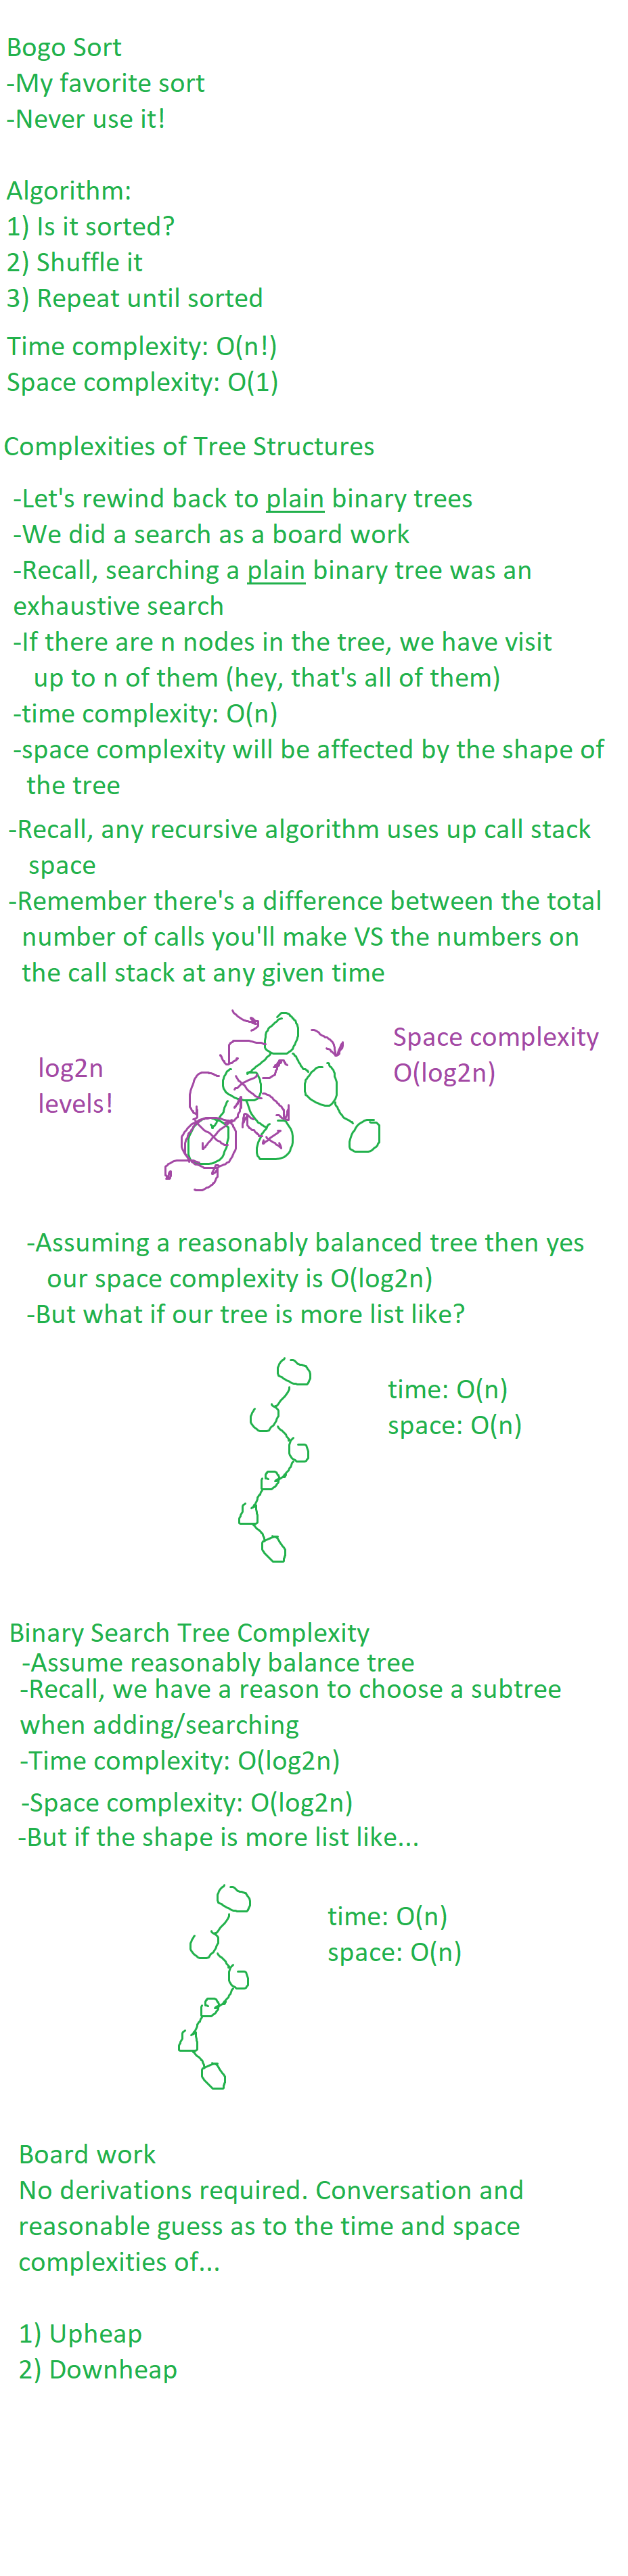 Bogo Sort
-My favorite sort
-Never use it!
Algorithm:
1) Is it sorted?
2) Shuffle it
3) Repeat until sorted
Time complexity: O(n!)
Space complexity: O(1)
Complexities of Tree Structures
-Let's rewind back to plain binary trees
-We did a search as a board work
-Recall, searching a plain binary tree was an
exhaustive search
-If there are n nodes in the tree, we have visit
up to n of them (hey, that's all of them)
-time complexity: O(n)
-space complexity will be affected by the shape of
the tree
-Recall, any recursive algorithm uses up call stack
space
-Remember there's a difference between the total
number of calls you'll make VS the numbers on
the call stack at any given time
Space complexity
O(log2n)
log2n
levels!
-Assuming a reasonably balanced tree then yes
our space complexity is O(log2n)
-But what if our tree is more list like?
time: O(n)
space: O(n)
Binary Search Tree Complexity
-Assume reasonably balance tree
-Recall, we have a reason to choose a subtree
when adding/searching
-Time complexity: O(log2n)
-Space complexity: O(log2n)
-But if the shape is more list like...
time: O(n)
space: O(n)
Board work
No derivations required. Conversation and
reasonable guess as to the time and space
complexities of...
1) Upheap
2) Downheap